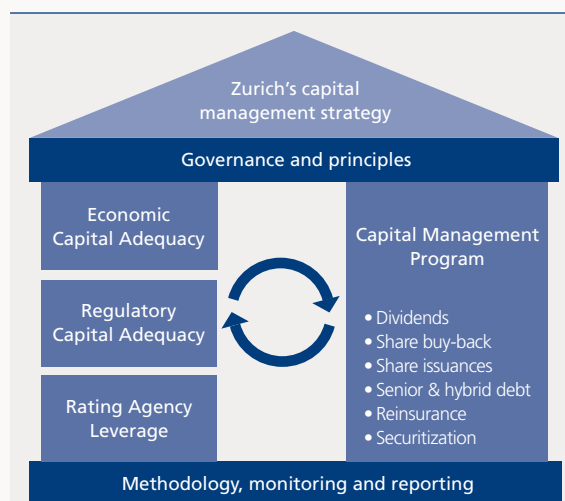 Zurich’s capital
management strategy
Governance and principles
Economic
Capital Adequacy
Regulatory
Capital Adequacy
Rating Agency
Leverage
Capital Management
Program
• Dividends
• Share buy-back
• Share issuances
• Senior & hybrid debt
• Reinsurance
• Securitization
Methodology, monitoring and reporting